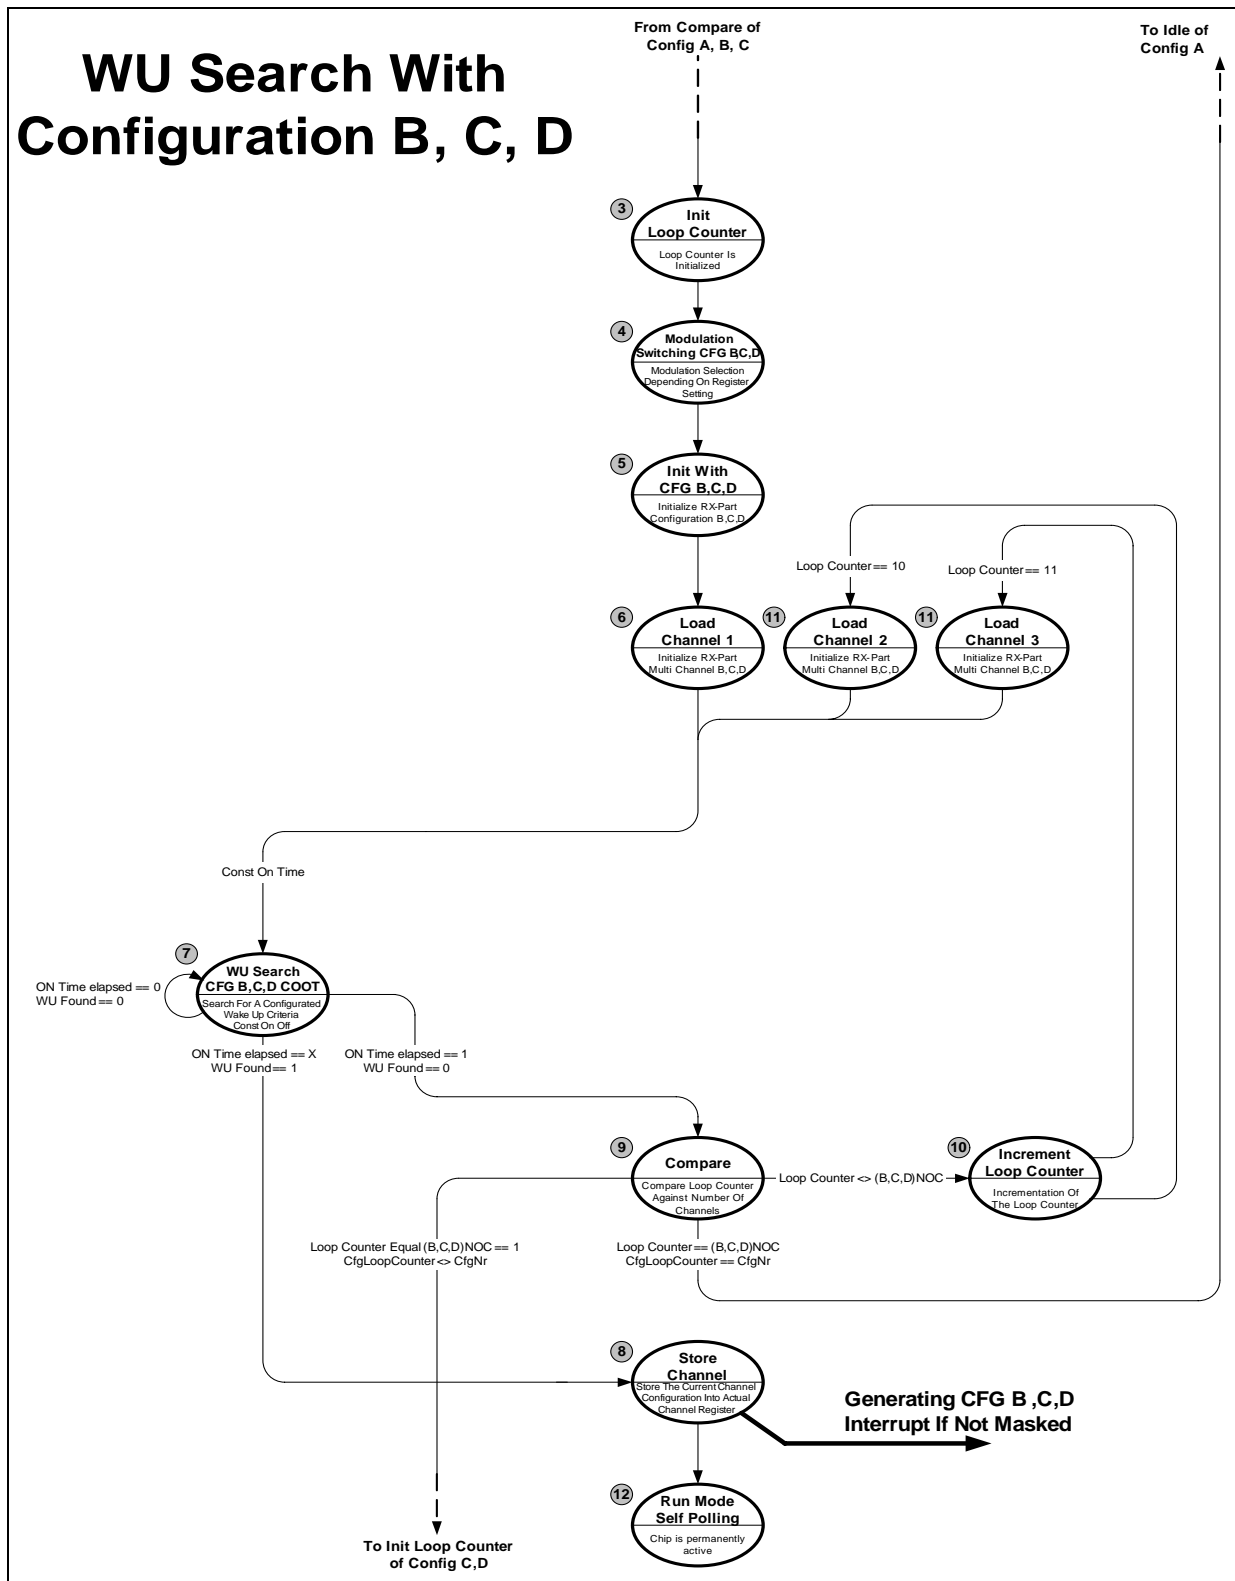 WU Search With
Configuration B, C, D
From Compare of
Config A, B, C
To Idle of
Config A
3
Init
Loop Counter
Loop Counter Is
Initialized
4
Modulation
Switching CFG B,C,D
Modulation Selection
Depending On Register
Setting
5
Init With
CFG B,C,D
Initialize RX-Part
Configuration B,C,D
Loop Counter == 10
Loop Counter == 11
6
Load
Channel 1
Initialize RX-Part
Multi Channel B,C,D
11
Load
Channel 2
Initialize RX-Part
Multi Channel B,C,D
11
Load
Channel 3
Initialize RX-Part
Multi Channel B,C,D
Const On Time
7
WU Search
CFG B,C,D COOT
Search For A Configurated
Wake Up Criteria
Const On Off
ON Time elapsed == 0
WU Found == 0
ON Time elapsed == X
WU Found == 1
ON Time elapsed == 1
WU Found == 0
9
Compare
Compare Loop Counter
Against Number Of
Channels
Loop Counter <> (B,C,D)NOC
10
Increment
Loop Counter
Incrementation Of
The Loop Counter
Loop Counter Equal (B,C,D)NOC == 1
CfgLoopCounter <> CfgNr
Loop Counter == (B,C,D)NOC
CfgLoopCounter == CfgNr
8
Store
Channel
Store The Current Channel
Configuration Into Actual
Channel Register
Generating CFG B ,C,D
Interrupt If Not Masked
12
Run Mode
Self Polling
Chip is permanently
active
To Init Loop Counter
of Config C,D